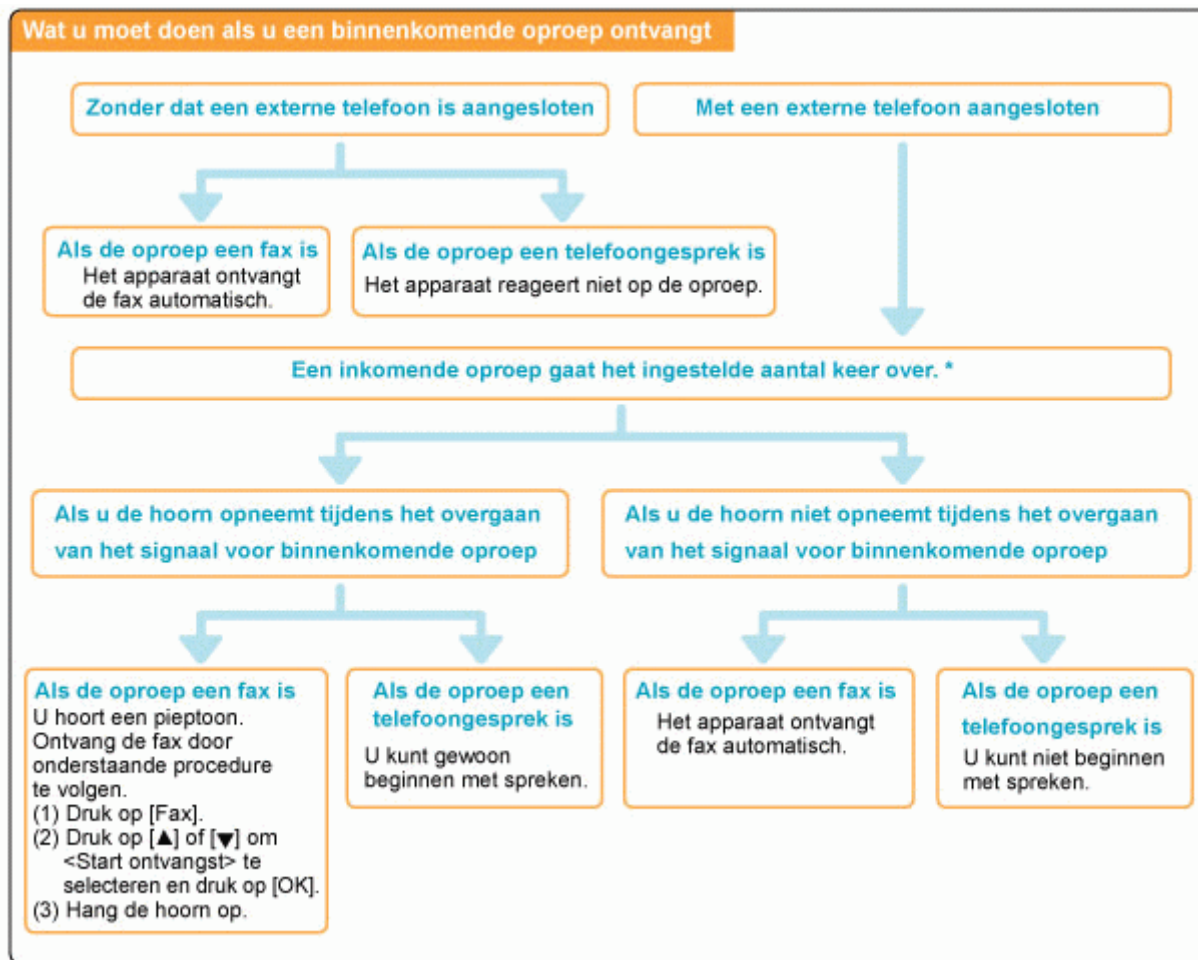 Wat u moet doen als u een binnenkomende oproep ontvangt
Zonder dat een externe telefoon is aangesloten
Met een externe telefoon aangesloten
Als de oproep een fax is
Het apparaat ontvangt
de fax automatisch.
Als de oproep een telefoongesprek is
Het apparaat reageert niet op de oproep.
Een inkomende oproep gaat het ingestelde aantal keer over. *
Als u de hoorn opneemt tijdens het overgaan
van het signaal voor binnenkomende oproep
Als u de hoorn niet opneemt tijdens het overgaan
van het signaal voor binnenkomende oproep
Als de oproep een fax is
U hoort een pieptoon.
Ontvang de fax door
onderstaande procedure
te volgen.
(1) Druk op [Fax].
(2) Druk op [▲] of [▼] om
<Start ontvangst> te
selecteren en druk op [OK].
(3) Hang de hoorn op.
Als de oproep een
telefoongesprek is
U kunt gewoon
beginnen met spreken.
Als de oproep een fax is
Het apparaat ontvangt
de fax automatisch.
Als de oproep een
telefoongesprek is
U kunt niet beginnen
met spreken.